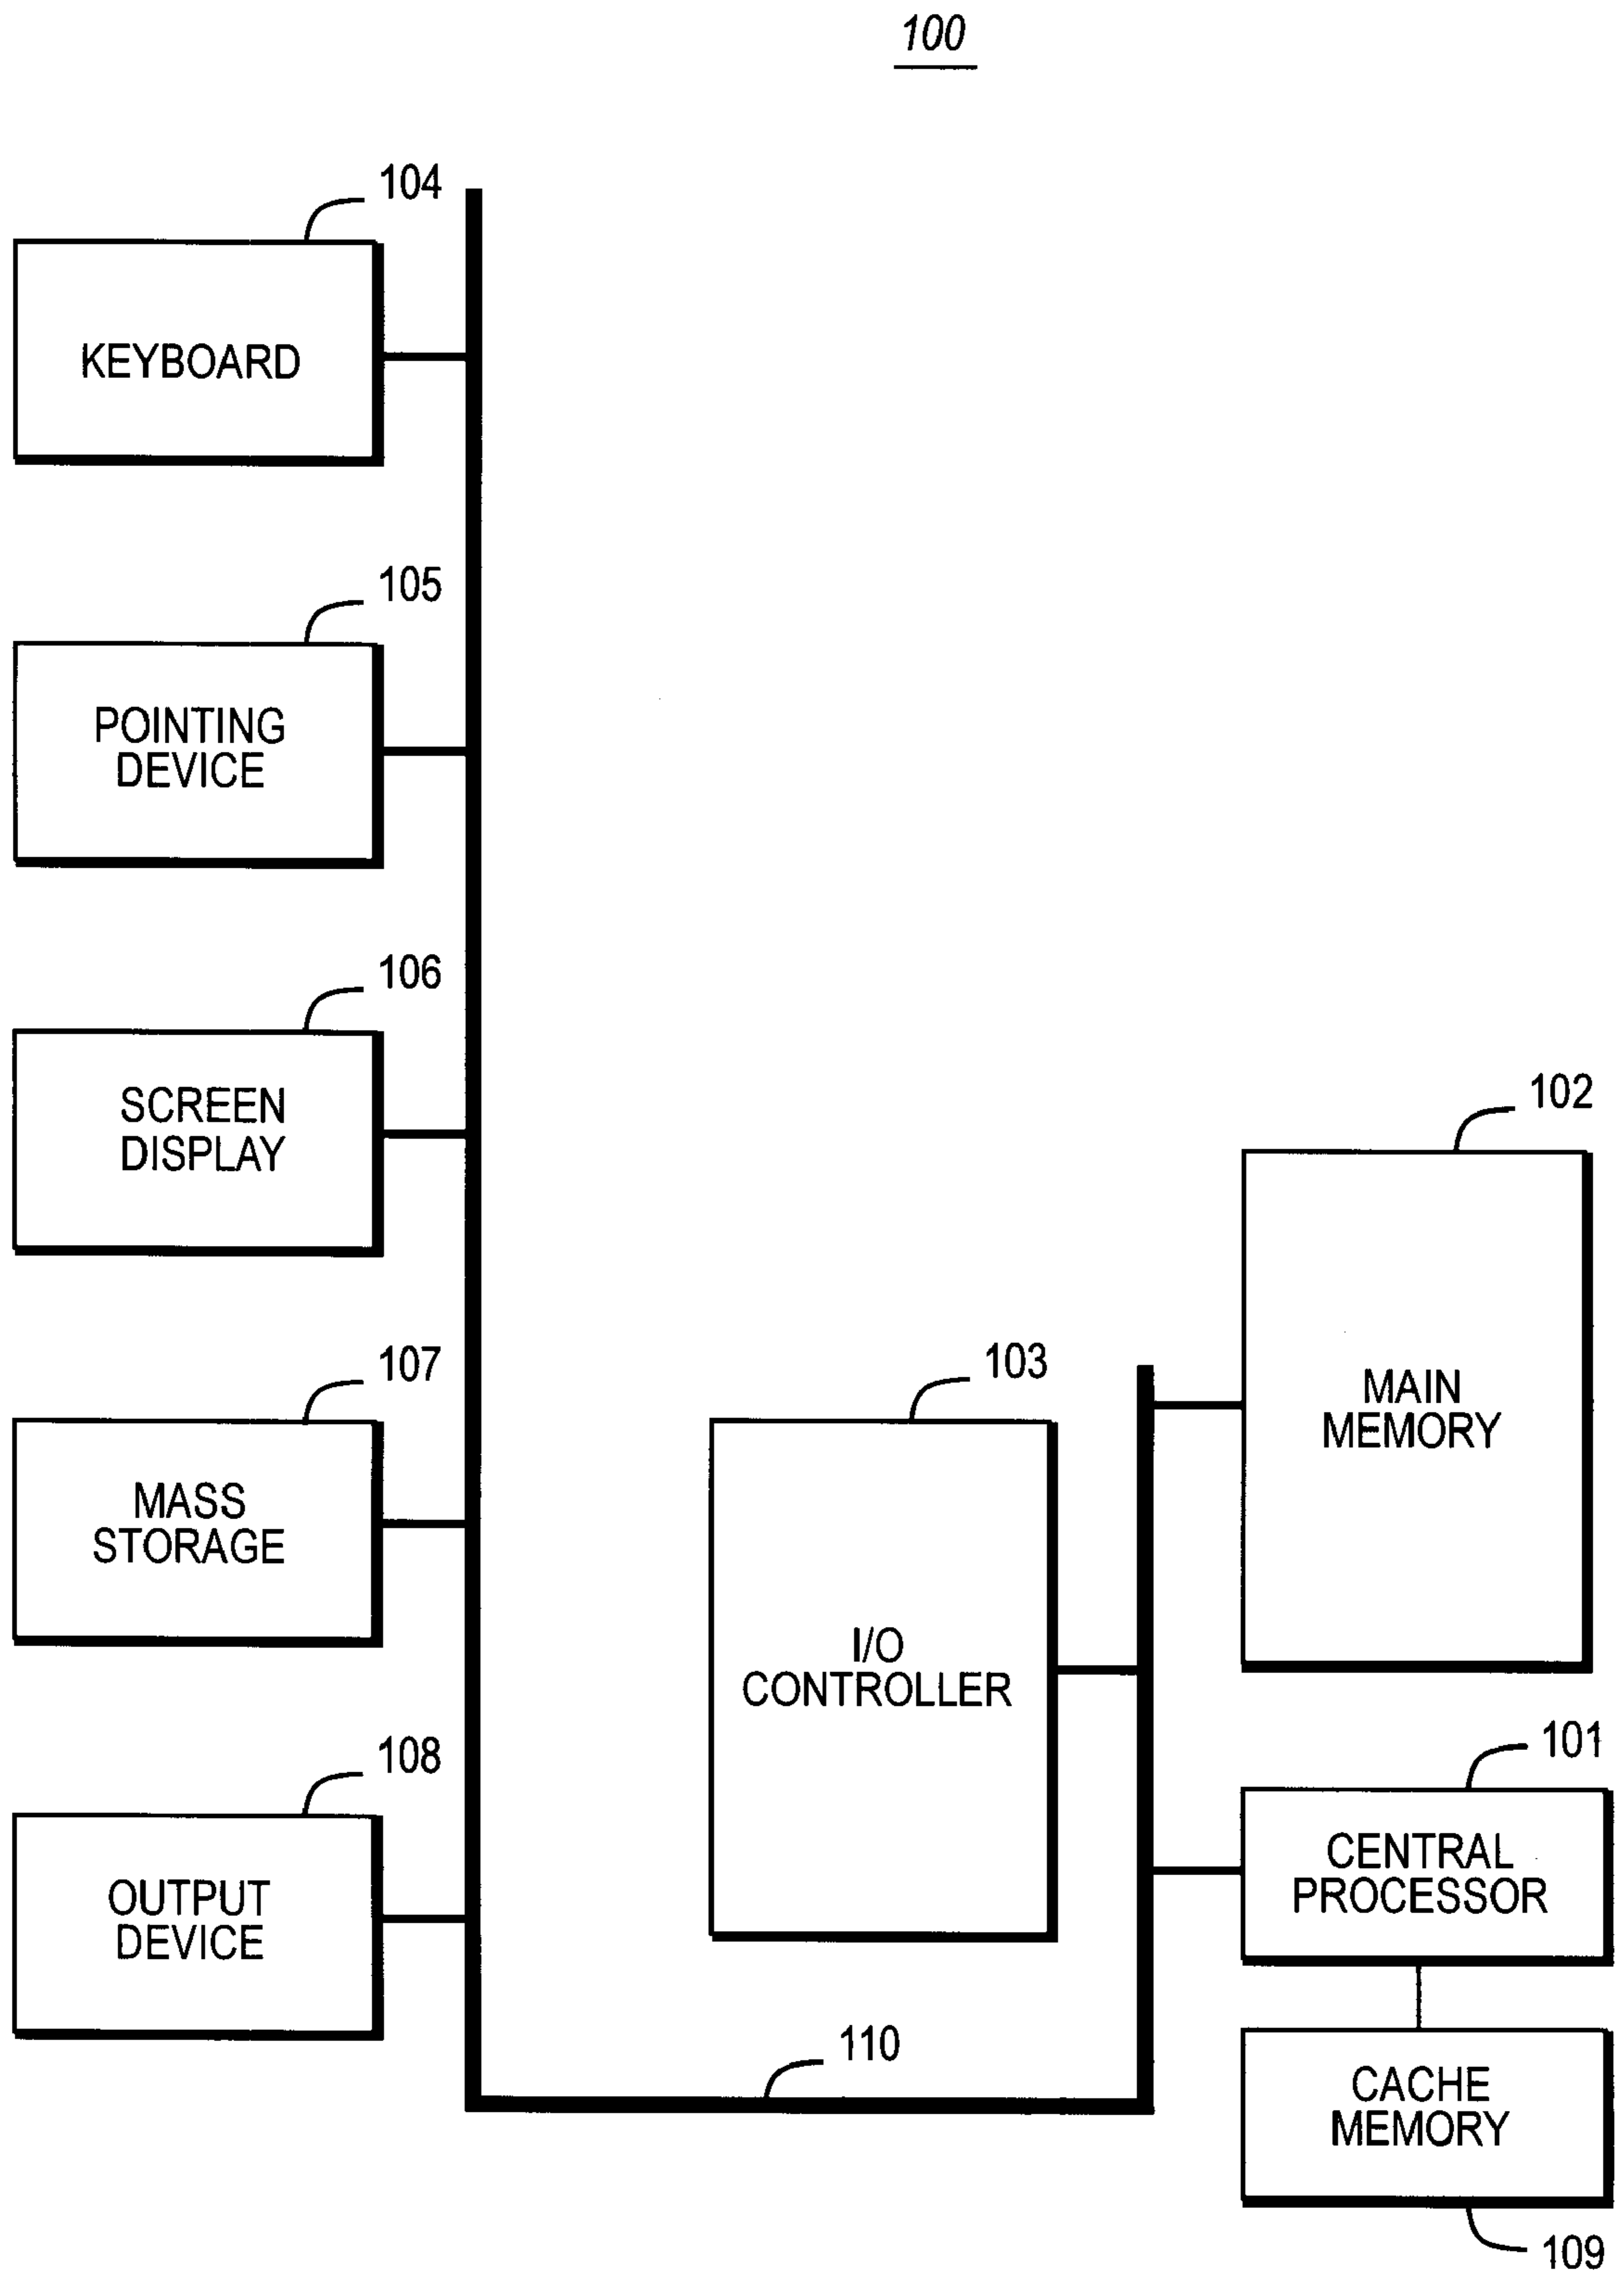 100
104
KEYBOARD
105
POINTING
DEVICE
106
SCREEN
DISPLAY
107
MASS
STORAGE
108
OUTPUT
DEVICE
103
I/O
CONTROLLER
102
MAIN
MEMORY
101
CENTRAL
PROCESSOR
110
CACHE
MEMORY
109